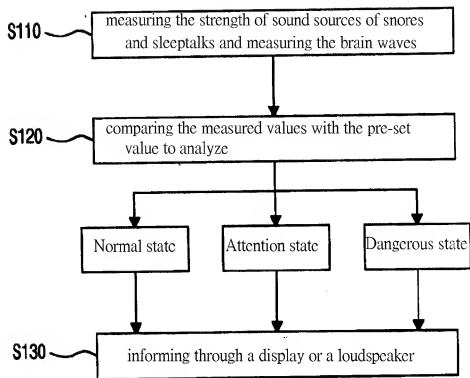 S110
measuring the strength of sound sources of snores
and sleeptalks and measuring the brain waves
S120
comparing the measured values with the pre-set
value to analyze
Normal state
Attention state
Dangerous state
S130
informing through a display or a loudspeaker